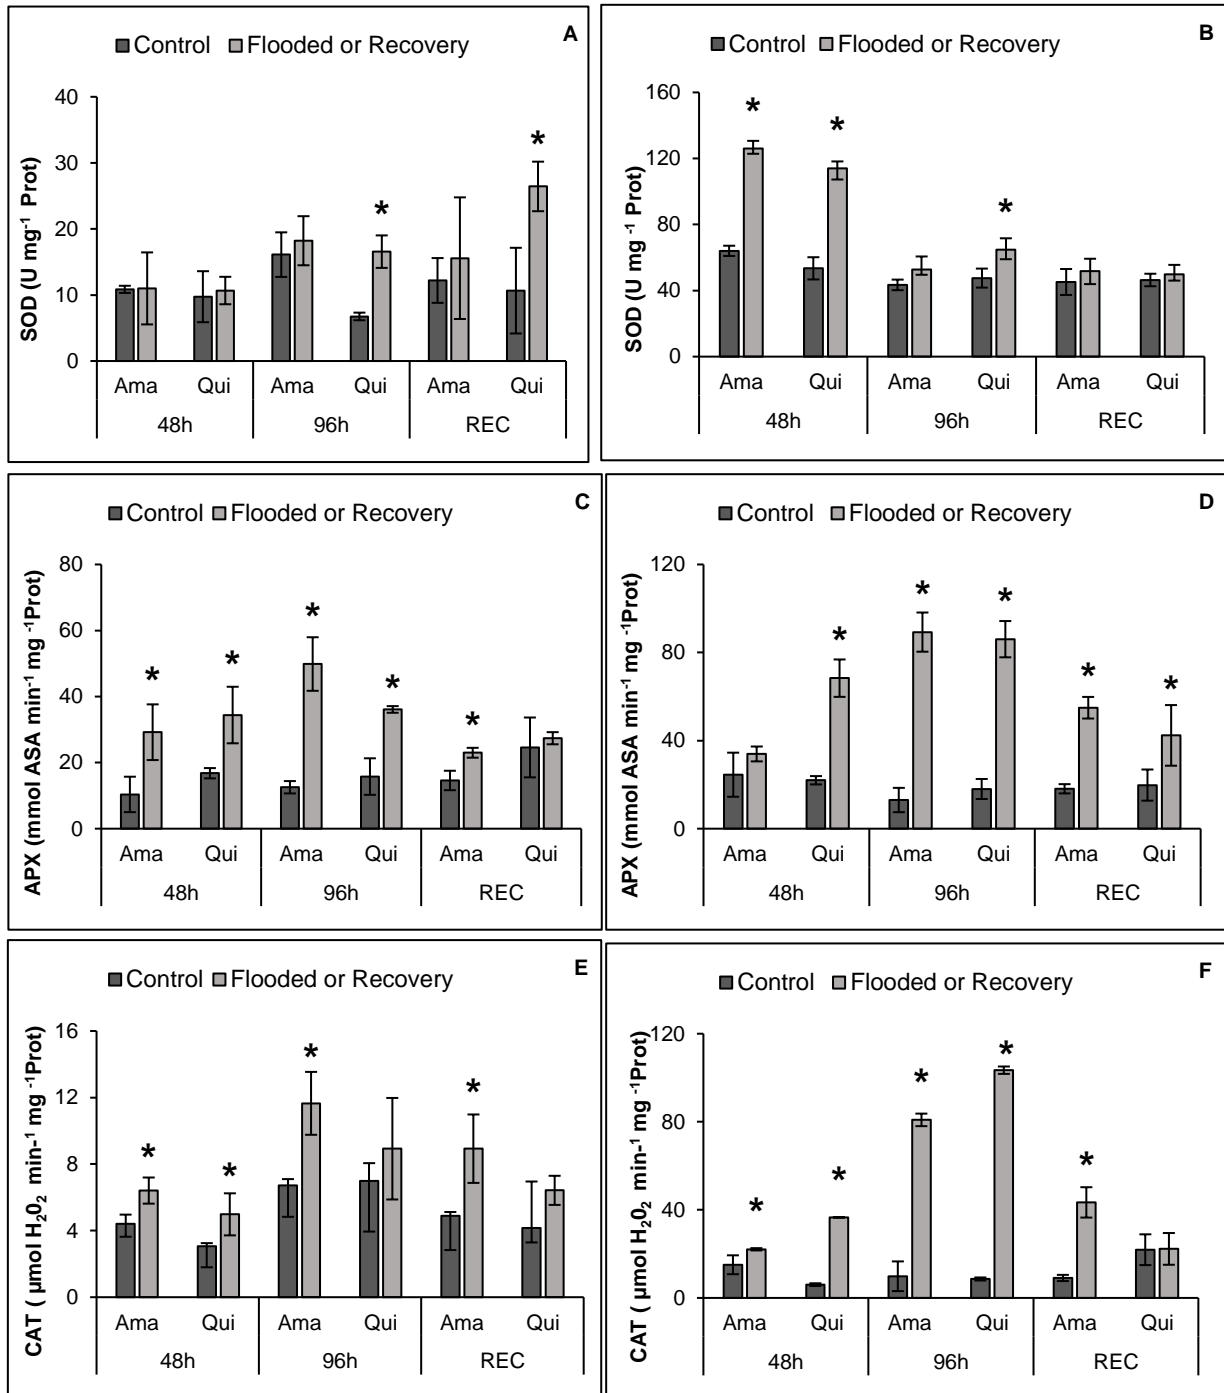 Control Flooded or Recovery A
SOD (U mg⁻¹ Prot)
40
30
20
10
0
Ama Qui Ama Qui Ama Qui
48h 96h REC
* *
Control Flooded or Recovery B
SOD (U mg ⁻¹ Prot)
160
120
80
40
0
Ama Qui Ama Qui Ama Qui
48h 96h REC
* * *
Control Flooded or Recovery C
APX (mmol ASA min⁻¹ mg ⁻¹Prot)
80
60
40
20
0
Ama Qui Ama Qui Ama Qui
48h 96h REC
* * * * *
Control Flooded or Recovery D
APX (mmol ASA min⁻¹ mg ⁻¹Prot)
120
80
40
0
Ama Qui Ama Qui Ama Qui
48h 96h REC
* * * * *
Control Flooded or Recovery E
CAT ( µmol H₂0₂ min-¹ mg ⁻¹Prot)
16
12
8
4
0
Ama Qui Ama Qui Ama Qui
48h 96h REC
* * * *
Control Flooded or Recovery F
CAT ( µmol H₂0₂ min-¹ mg ⁻¹Prot)
120
80
40
0
Ama Qui Ama Qui Ama Qui
48h 96h REC
* * * * *